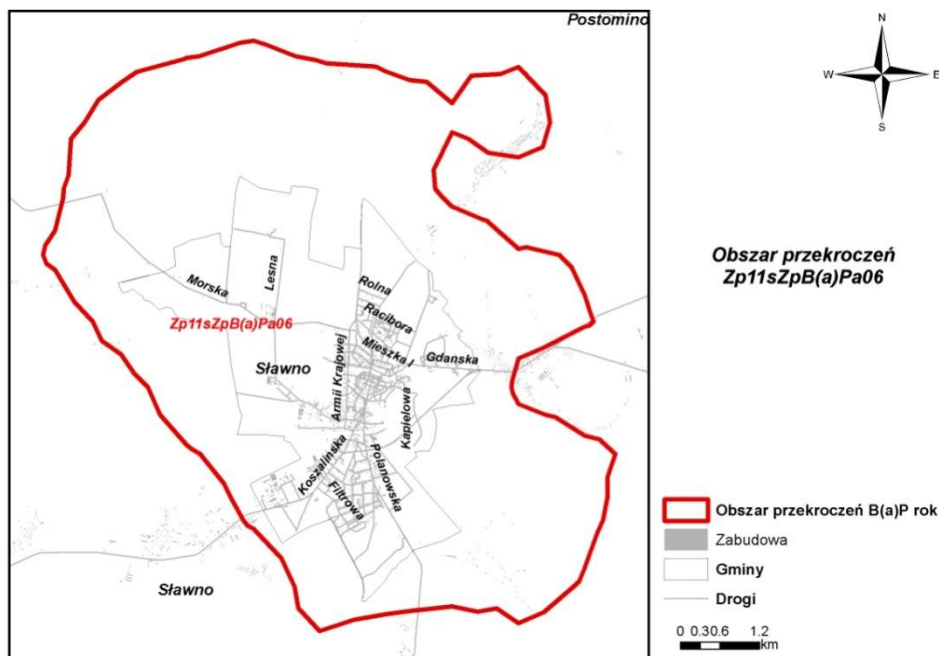 Postomino
N
W
E
S
Obszar przekroczeń
Zp11sZpB(a)Pa06
Morska
Lesna
Rolna
Racibora
Zp11sZpB(a)Pa06
Mieszka I
Gdanska
Sławno
Armii Krajowej
Kapielowa
Koszalinska
Polanowska
Filtrowa
Sławno
Obszar przekroczeń B(a)P rok
Zabudowa
Gminy
Drogi
0 0.30.6 1.2
km